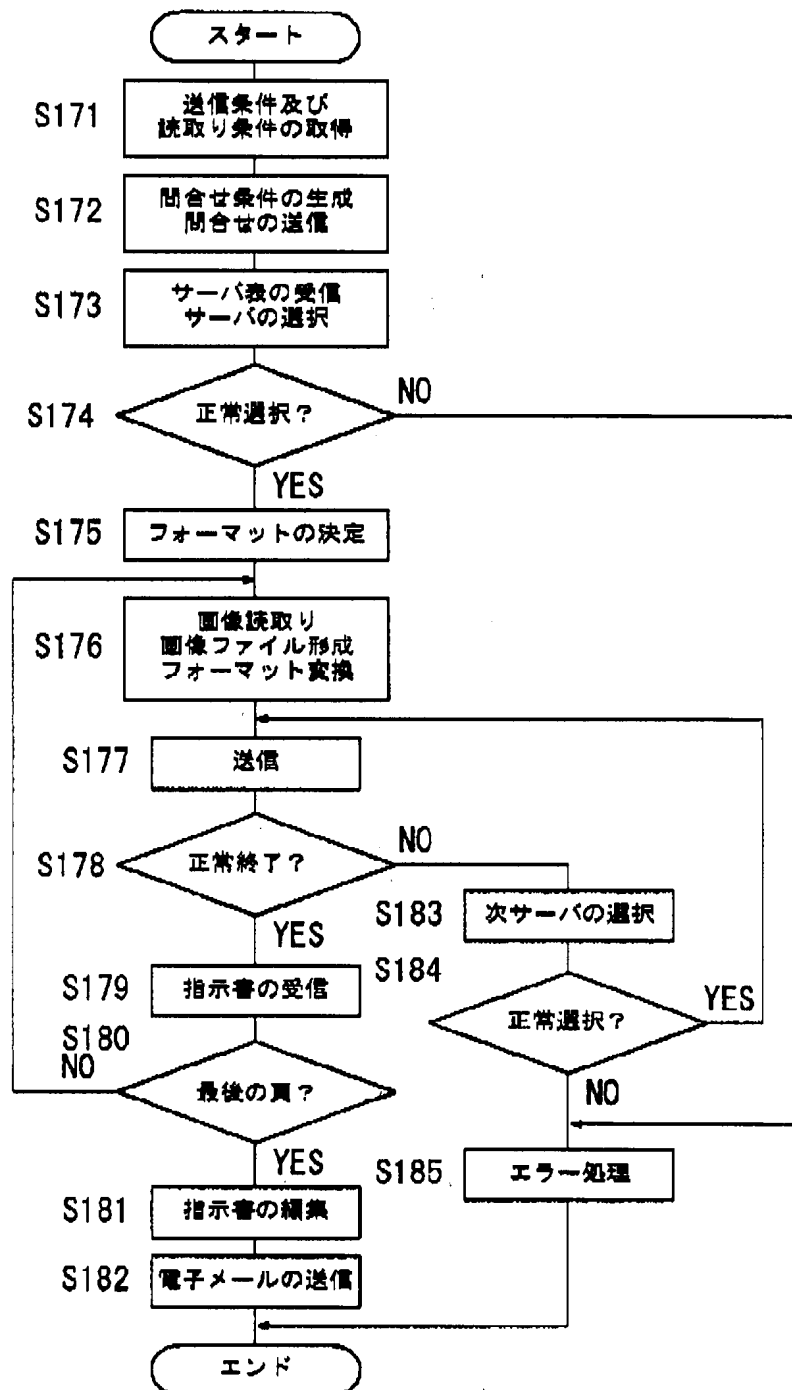 スタート
S171
送信条件及び
読取り条件の取得
S172
問合せ条件の生成
問合せの送信
S173
サーバ表の受信
サーバの選択
S174
正常選択？
NO
YES
S175
フォーマットの決定
S176
画像読取り
画像ファイル形成
フォーマット変換
S177
送信
S178
正常終了？
NO
YES
S183
次サーバの選択
S179
指示書の受信
S184
正常選択？
YES
NO
S180
NO
最後の頁？
YES
S185
エラー処理
S181
指示書の編集
S182
電子メールの送信
エンド